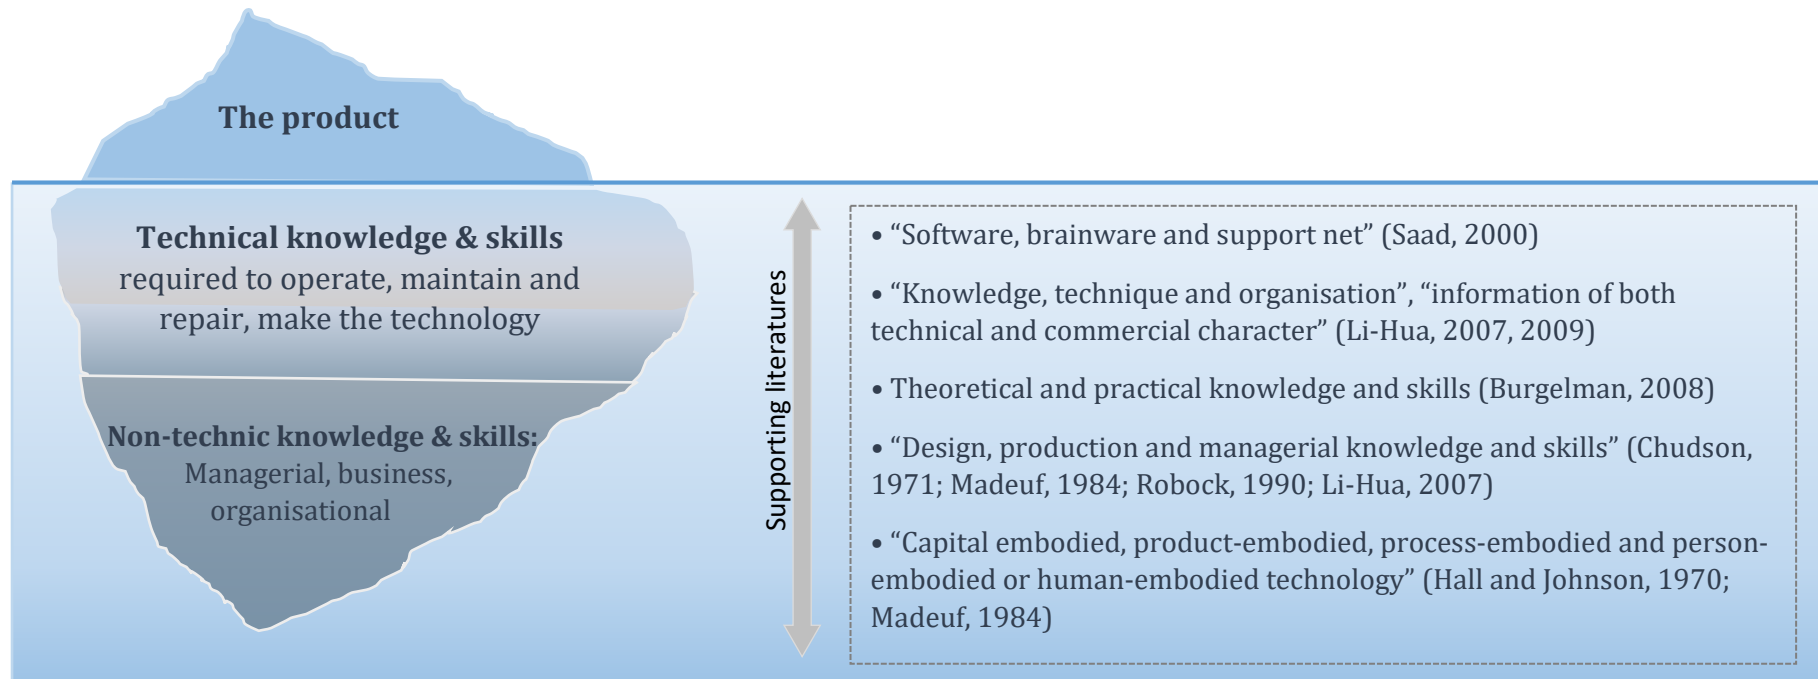 The product
Technical knowledge & skills
required to operate, maintain and
repair, make the technology
Non-technic knowledge & skills:
Managerial, business,
organisational
Supporting literatures
• “Software, brainware and support net” (Saad, 2000)
• “Knowledge, technique and organisation”, “information of both
technical and commercial character” (Li-Hua, 2007, 2009)
• Theoretical and practical knowledge and skills (Burgelman, 2008)
• “Design, production and managerial knowledge and skills” (Chudson,
1971; Madeuf, 1984; Robock, 1990; Li-Hua, 2007)
• “Capital embodied, product-embodied, process-embodied and person-
embodied or human-embodied technology” (Hall and Johnson, 1970;
Madeuf, 1984)